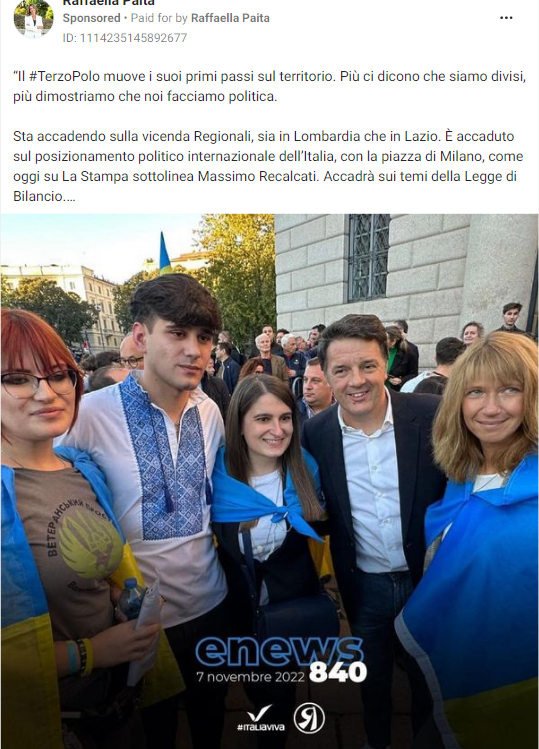 Raffaella Paita
Sponsored • Paid for by Raffaella Paita
ID: 1114235145892677
“Il #TerzoPolo muove i suoi primi passi sul territorio. Più ci dicono che siamo divisi,
più dimostriamo che noi facciamo politica.
Sta accadendo sulla vicenda Regionali, sia in Lombardia che in Lazio. È accaduto
sul posizionamento politico internazionale dell’Italia, con la piazza di Milano, come
oggi su La Stampa sottolinea Massimo Recalcati. Accadrà sui temi della Legge di
Bilancio....
ВЕТЕРАНСЬКИЙ
enews
7 novembre 2022 840
#ITALIAVIVA
R